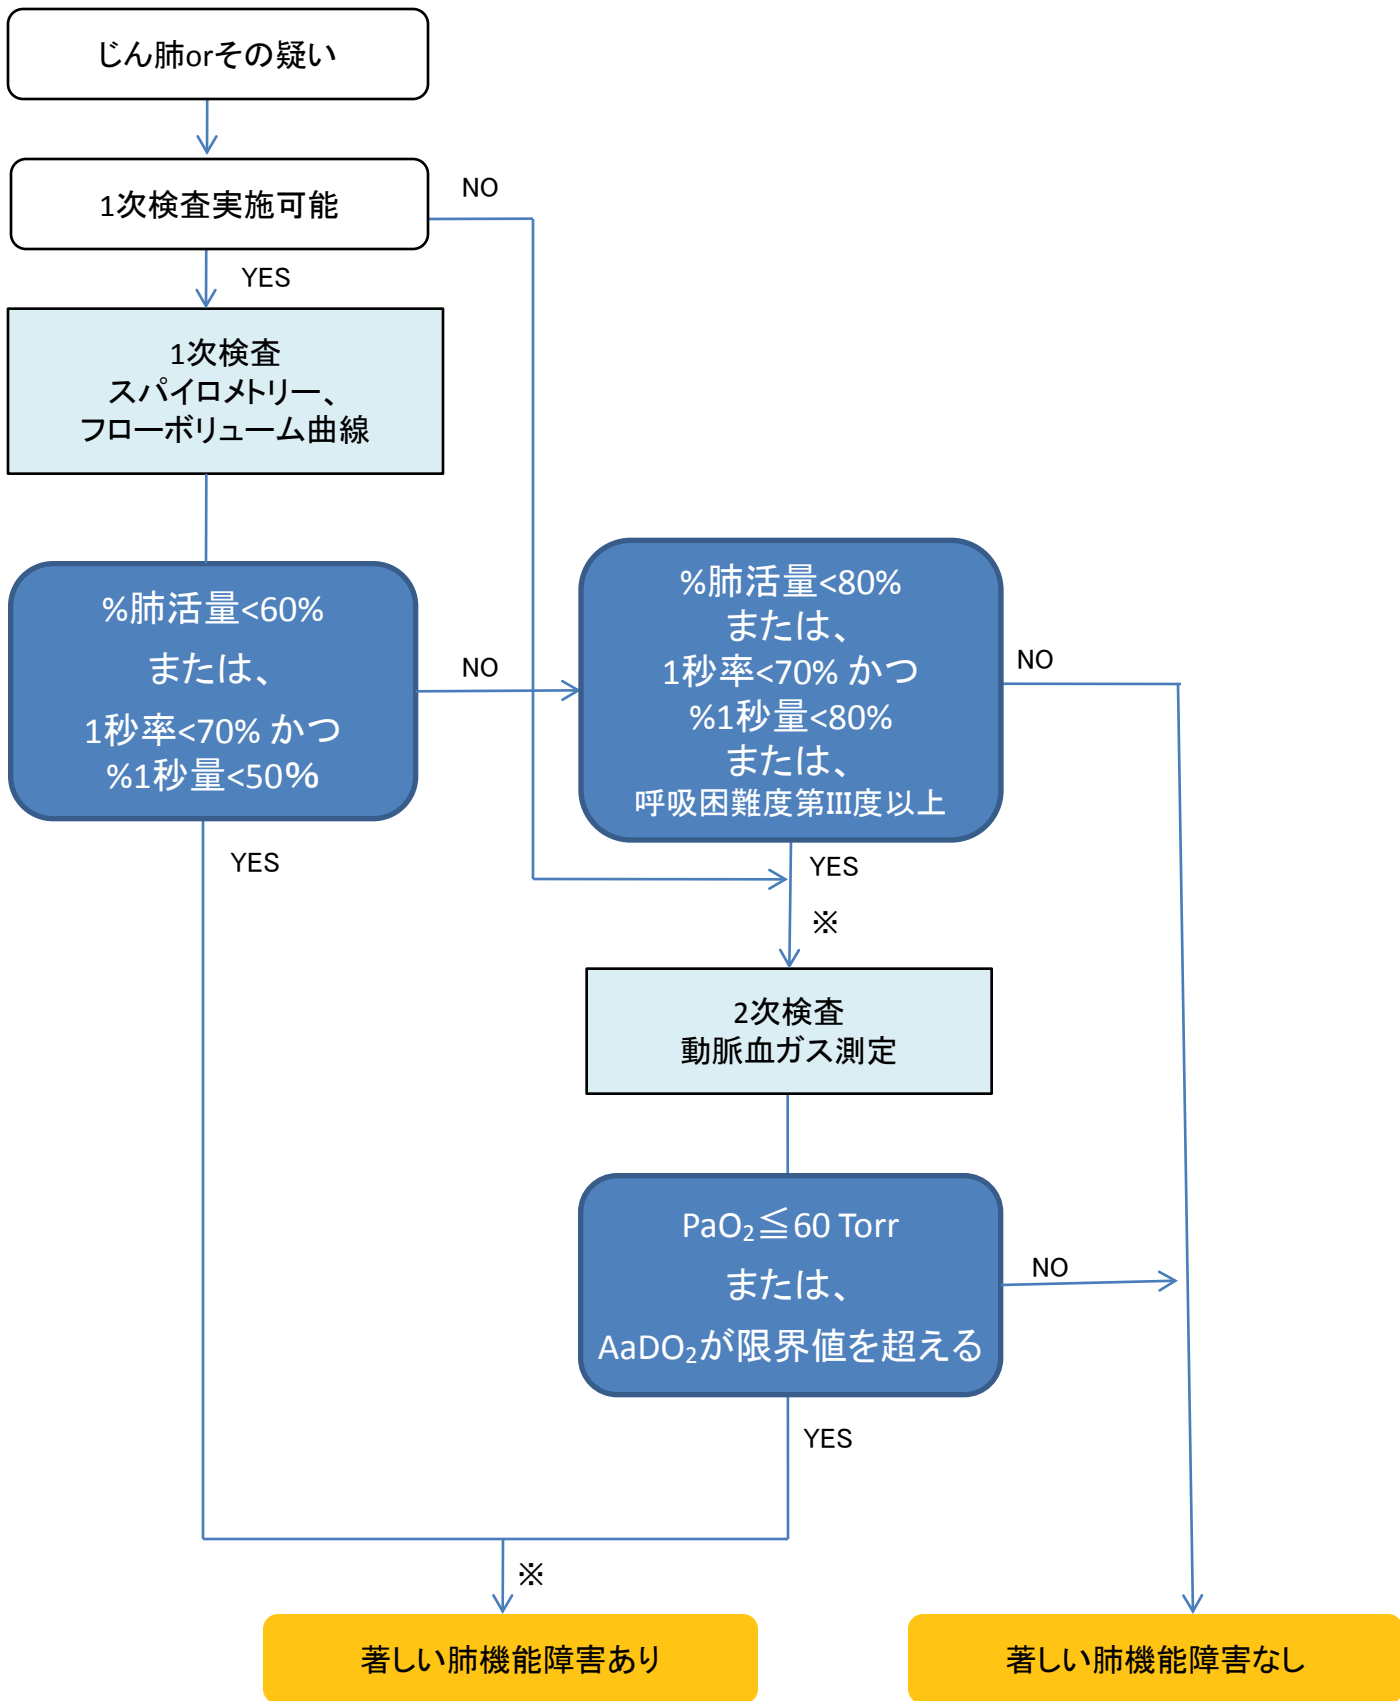 じん肺orその疑い
1次検査実施可能
NO
YES
1次検査
スパイロメトリー、
フローボリューム曲線
%肺活量<60%
または、
1秒率<70% かつ
%1秒量<50%
NO
YES
%肺活量<80%
または、
1秒率<70% かつ
%1秒量<80%
または、
呼吸困難度第III度以上
NO
YES
※
2次検査
動脈血ガス測定
PaO₂≦60 Torr
または、
AaDO₂が限界値を超える
NO
YES
※
著しい肺機能障害あり
著しい肺機能障害なし